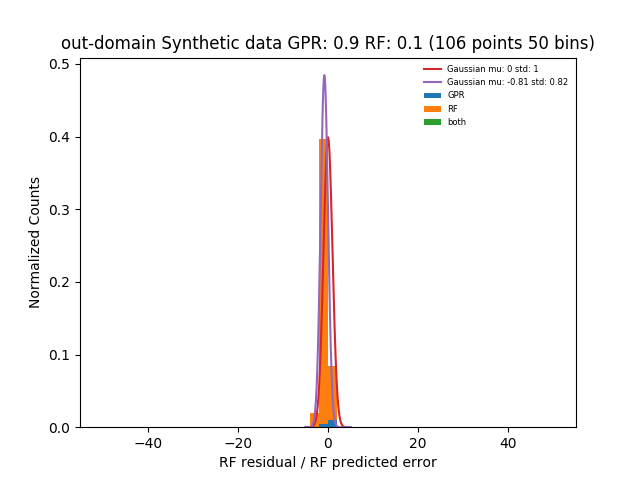 out-domain Synthetic data GPR: 0.9 RF: 0.1 (106 points 50 bins)
Gaussian mu: 0 std: 1
Gaussian mu: -0.81 std: 0.82
GPR
RF
both
Normalized Counts
0.5
0.4
0.3
0.2
0.1
0.0
−40 −20 0 20 40
RF residual / RF predicted error